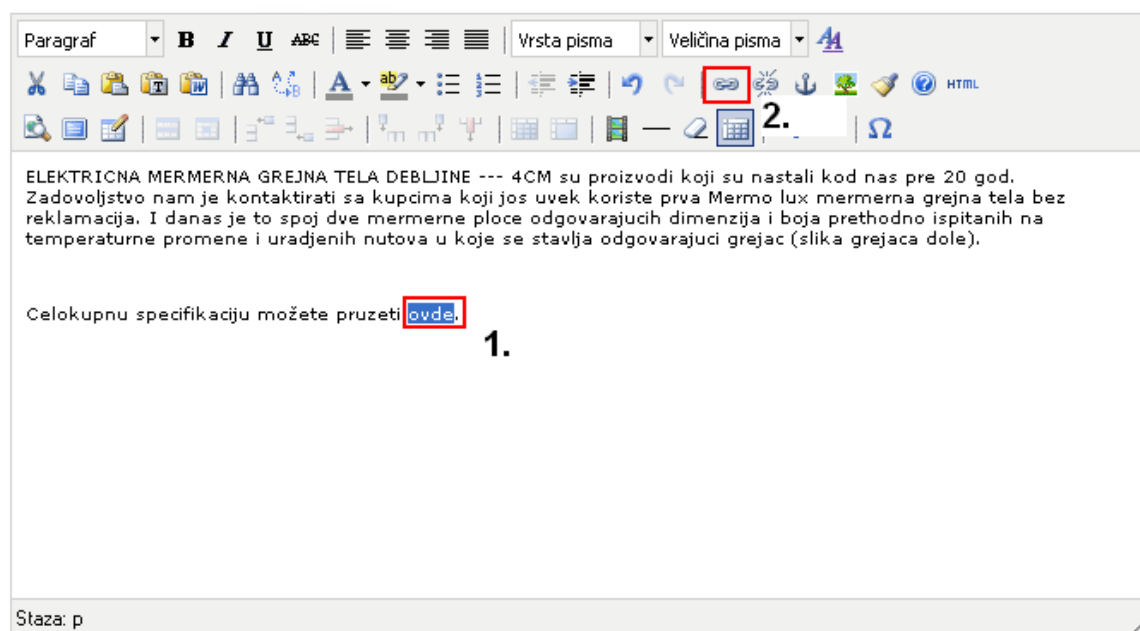 Paragraf B I U ABC Vrsta pisma Veličina pisma
A ab HTML
2. Ω
ELEKTRICNA MERMERNA GREJNA TELA DEBLJINE --- 4CM su proizvodi koji su nastali kod nas pre 20 god.
Zadovoljstvo nam je kontaktirati sa kupcima koji jos uvek koriste prva Mermo lux mermerna grejna tela bez
reklamacija. I danas je to spoj dve mermerne ploce odgovarajucih dimenzija i boja prethodno ispitanih na
temperaturne promene i uradjenih nutova u koje se stavlja odgovarajuci grejac (slika grejaca dole).
Celokupnu specifikaciju možete pruzeti ovde.
1.
Staza: p